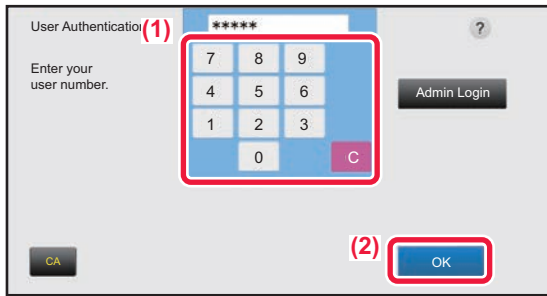 User Authentication
(1)
*****
?
Enter your
user number.
7 8 9
4 5 6
Admin Login
1 2 3
0 C
(2)
CA
OK